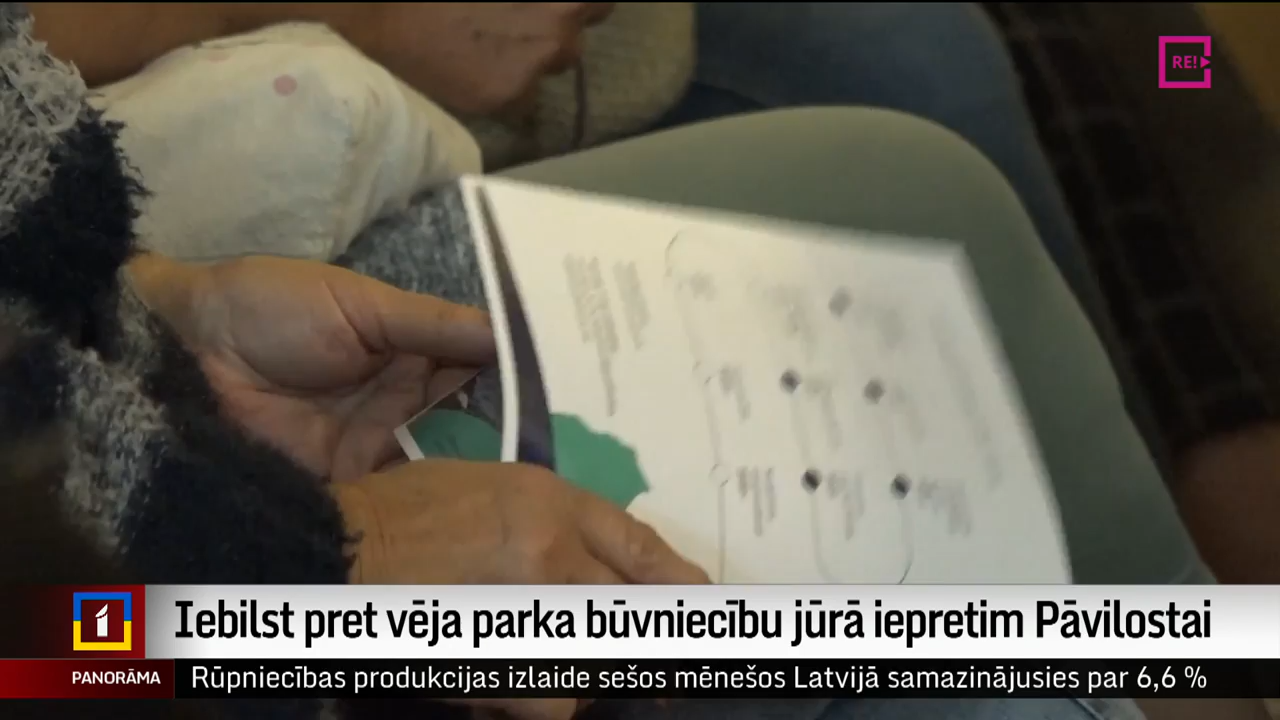 RE!
Iebilst pret vēja parka būvniecību jūrā iepretim Pāvilostai
1
PANORĀMA
Rūpniecības produkcijas izlaide sešos mēnešos Latvijā samazinājusies par 6,6 %